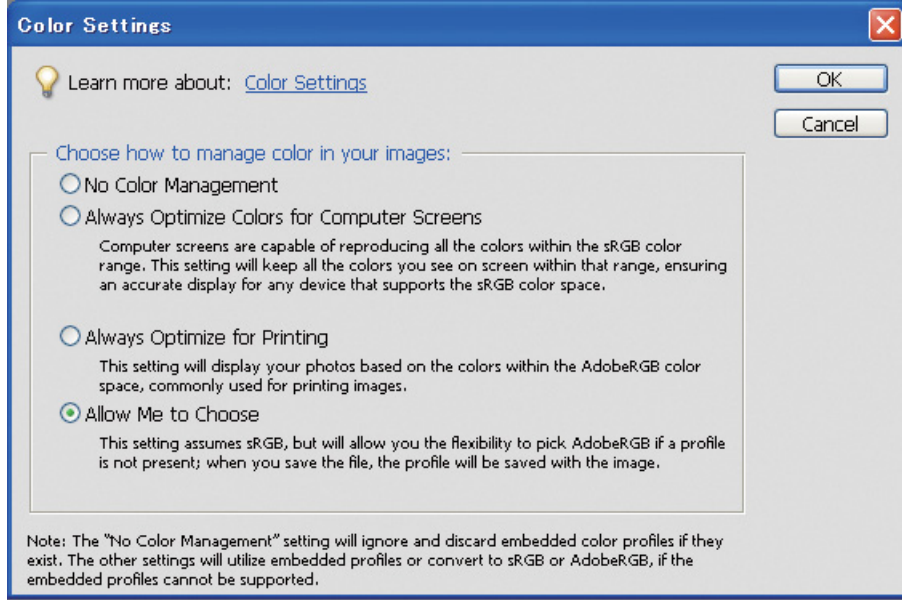 Color Settings
Learn more about: Color Settings
OK
Cancel
Choose how to manage color in your images:
No Color Management
Always Optimize Colors for Computer Screens
Computer screens are capable of reproducing all the colors within the sRGB color
range. This setting will keep all the colors you see on screen within that range, ensuring
an accurate display for any device that supports the sRGB color space.
Always Optimize for Printing
This setting will display your photos based on the colors within the AdobeRGB color
space, commonly used for printing images.
Allow Me to Choose
This setting assumes sRGB, but will allow you the flexibility to pick AdobeRGB if a profile
is not present; when you save the file, the profile will be saved with the image.
Note: The "No Color Management" setting will ignore and discard embedded color profiles if they
exist. The other settings will utilize embedded profiles or convert to sRGB or AdobeRGB, if the
embedded profiles cannot be supported.